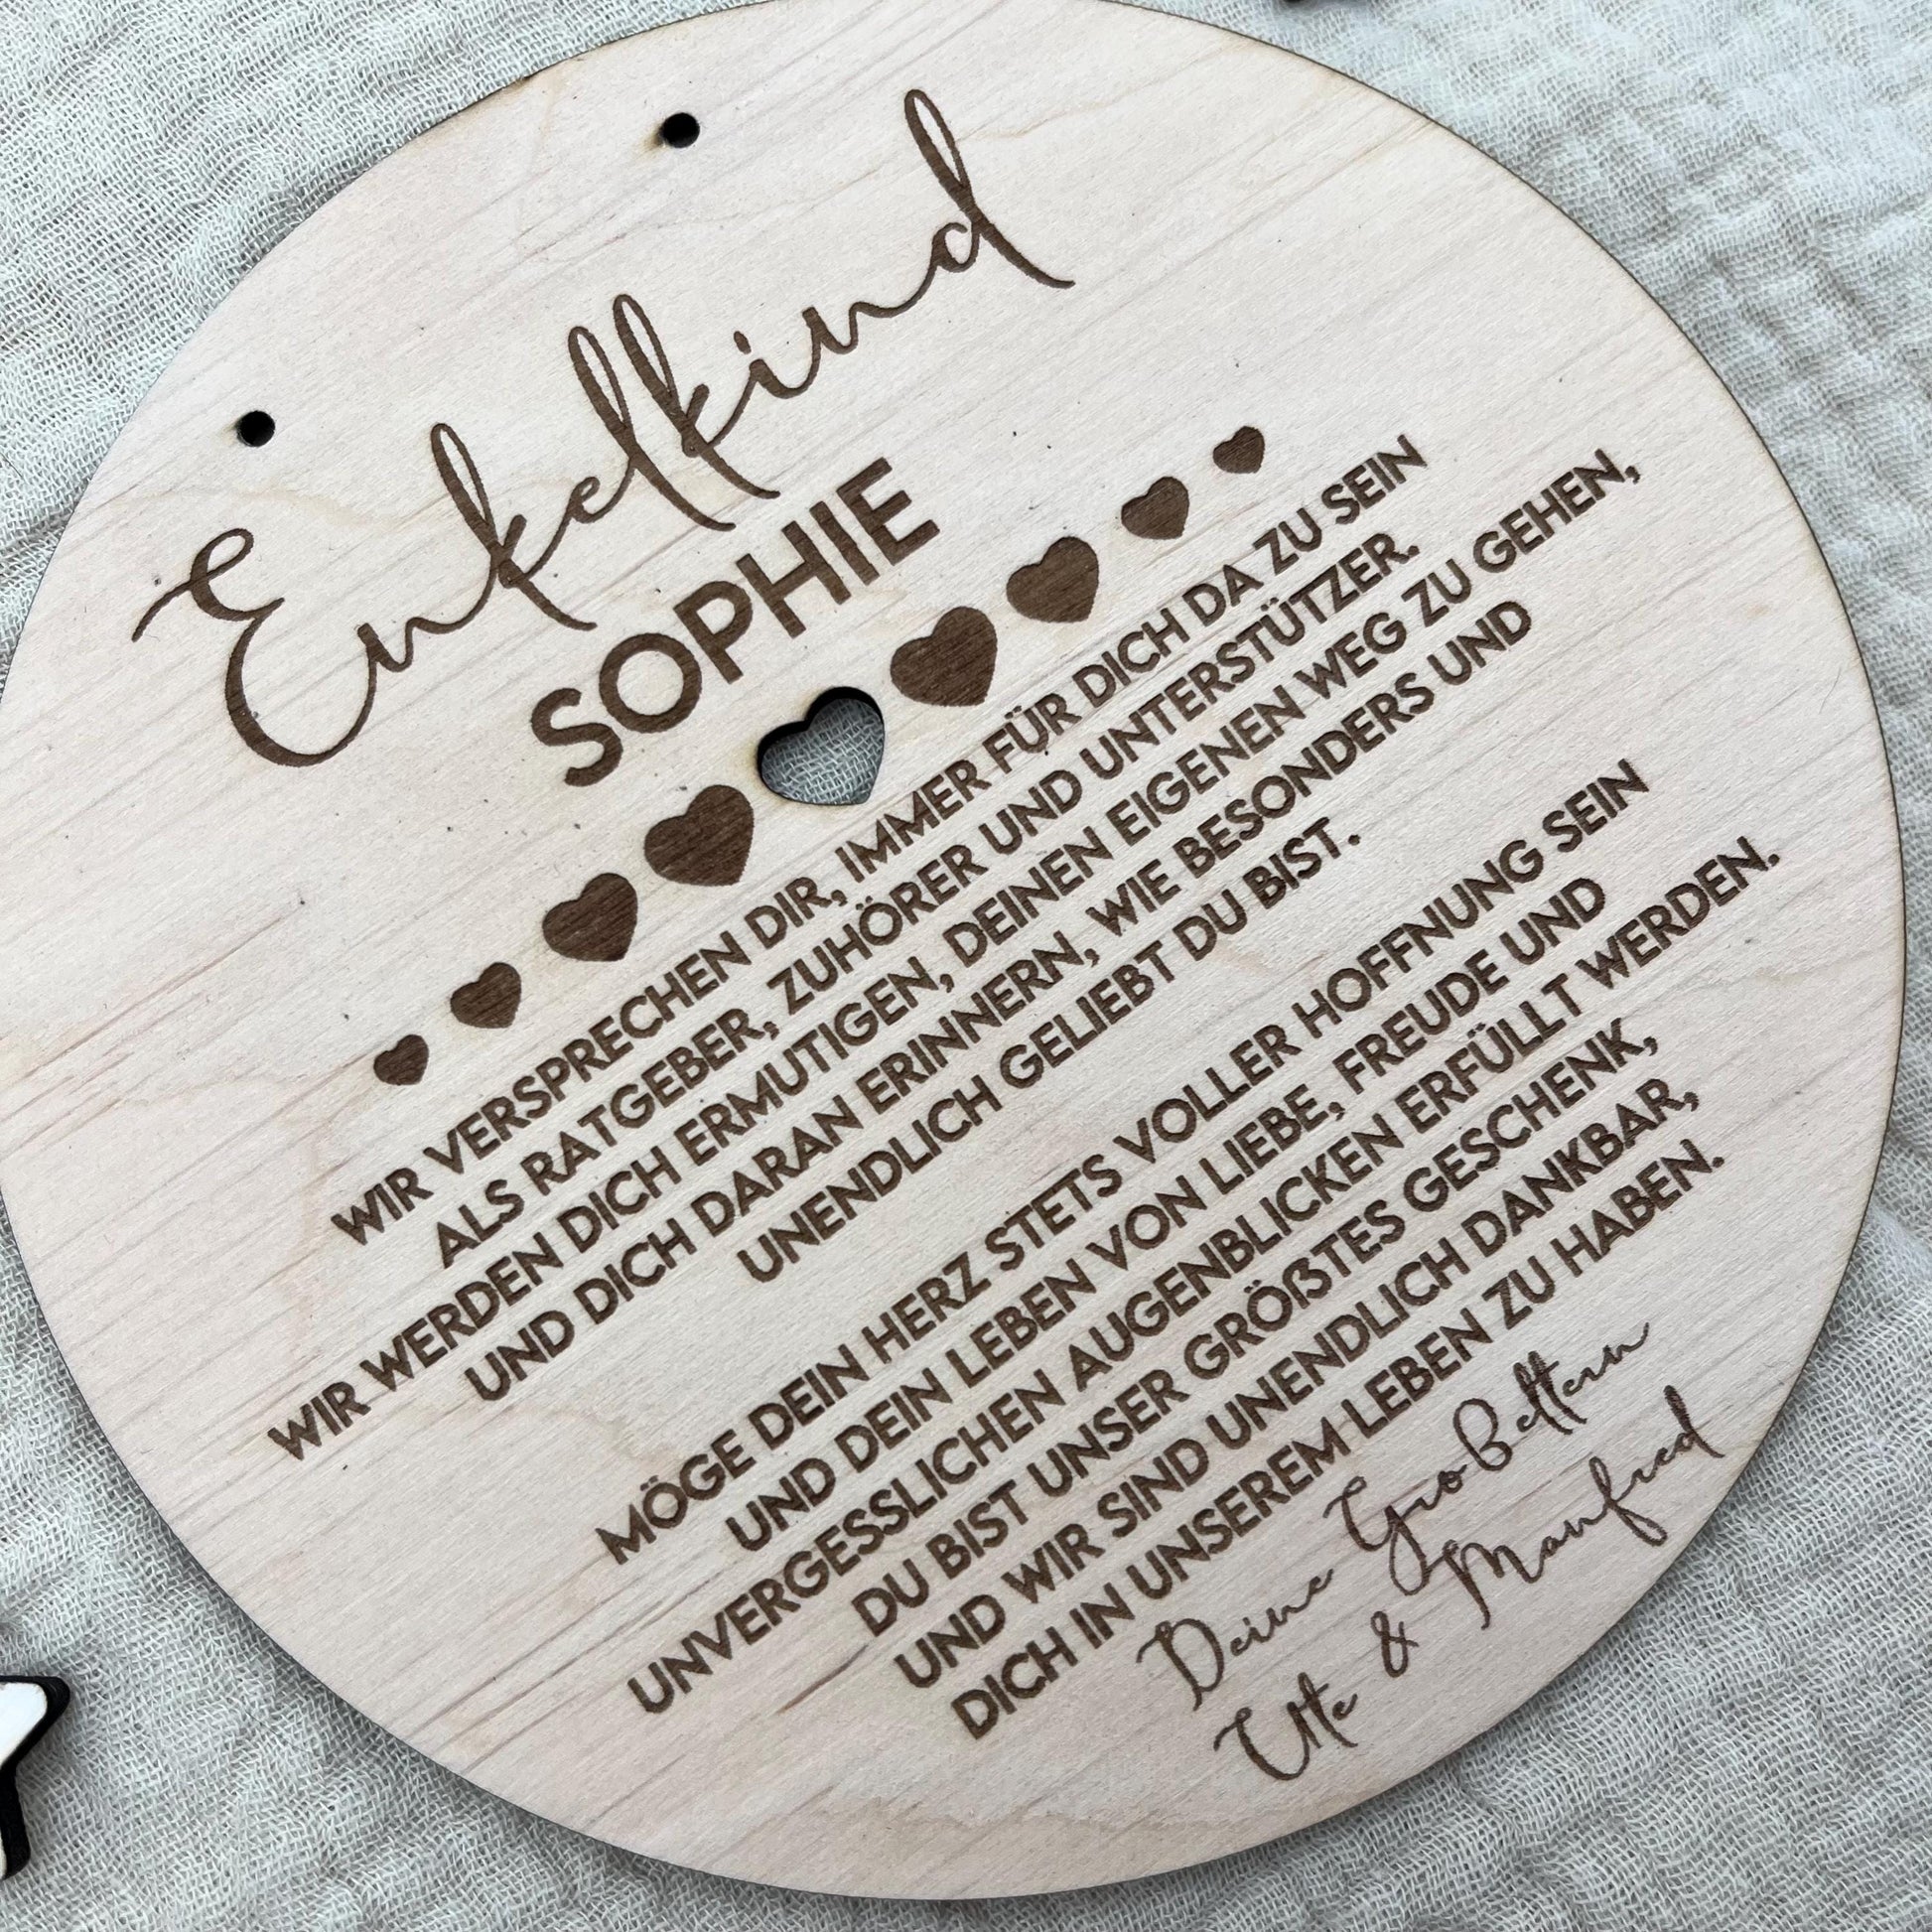 Enkelkind
SOPHIE
WIR VERSPRECHEN DIR, IMMER FÜR DICH DA ZU SEIN
ALS RATGEBER, ZUHÖRER UND UNTERSTÜTZER.
WIR WERDEN DICH ERMUTIGEN, DEINEN EIGENEN WEG ZU GEHEN,
UND DICH DARAN ERINNERN, WIE BESONDERS UND
UNENDLICH GELIEBT DU BIST.
MÖGE DEIN HERZ STETS VOLLER HOFFNUNG SEIN
UND DEIN LEBEN VON LIEBE, FREUDE UND
UNVERGESSLICHEN AUGENBLICKEN ERFÜLLT WERDEN.
DU BIST UNSER GRÖßTES GESCHENK,
UND WIR SIND UNENDLICH DANKBAR,
DICH IN UNSEREM LEBEN ZU HABEN.
Deine Großeltern
Ute & Manfred